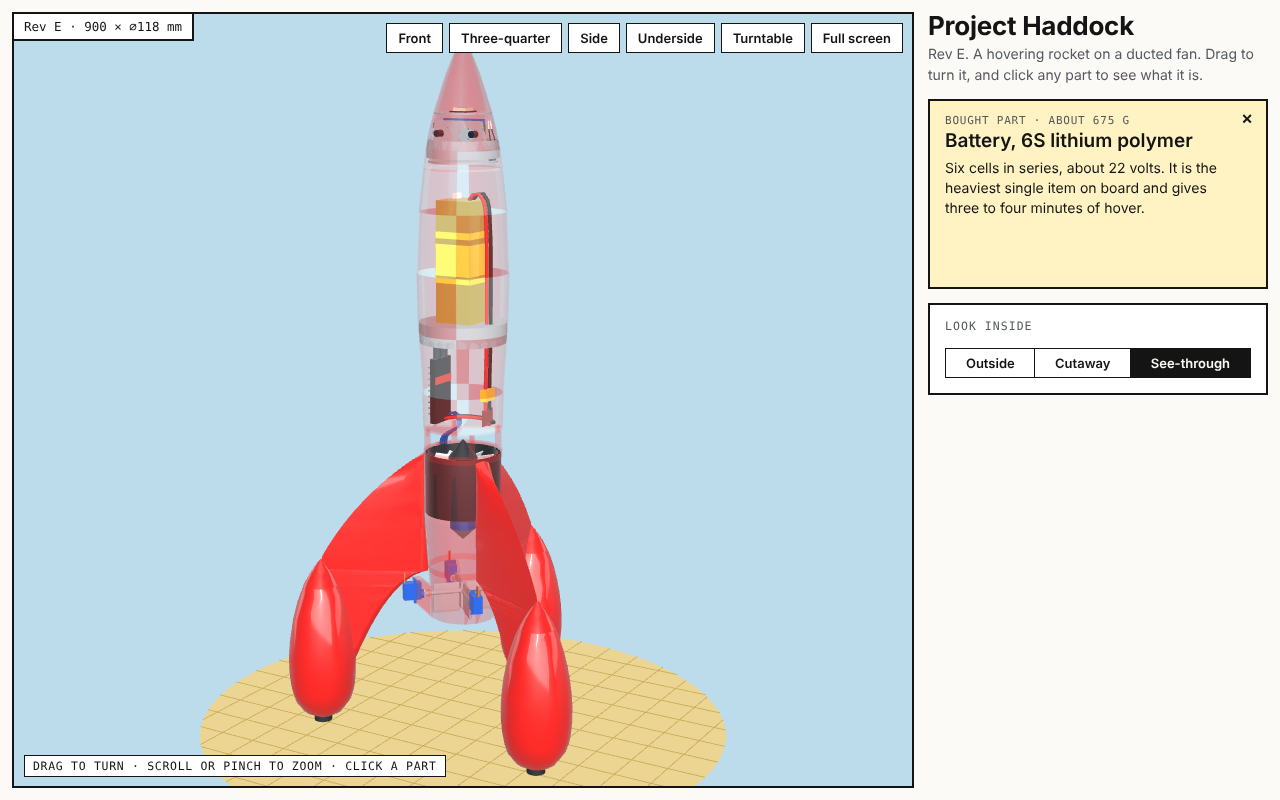 Rev E · 900 × ⌀118 mm
Front
Three-quarter
Side
Underside
Turntable
Full screen
DRAG TO TURN · SCROLL OR PINCH TO ZOOM · CLICK A PART
Project Haddock
Rev E. A hovering rocket on a ducted fan. Drag to
turn it, and click any part to see what it is.
BOUGHT PART · ABOUT 675 G
×
Battery, 6S lithium polymer
Six cells in series, about 22 volts. It is the
heaviest single item on board and gives
three to four minutes of hover.
LOOK INSIDE
Outside
Cutaway
See-through